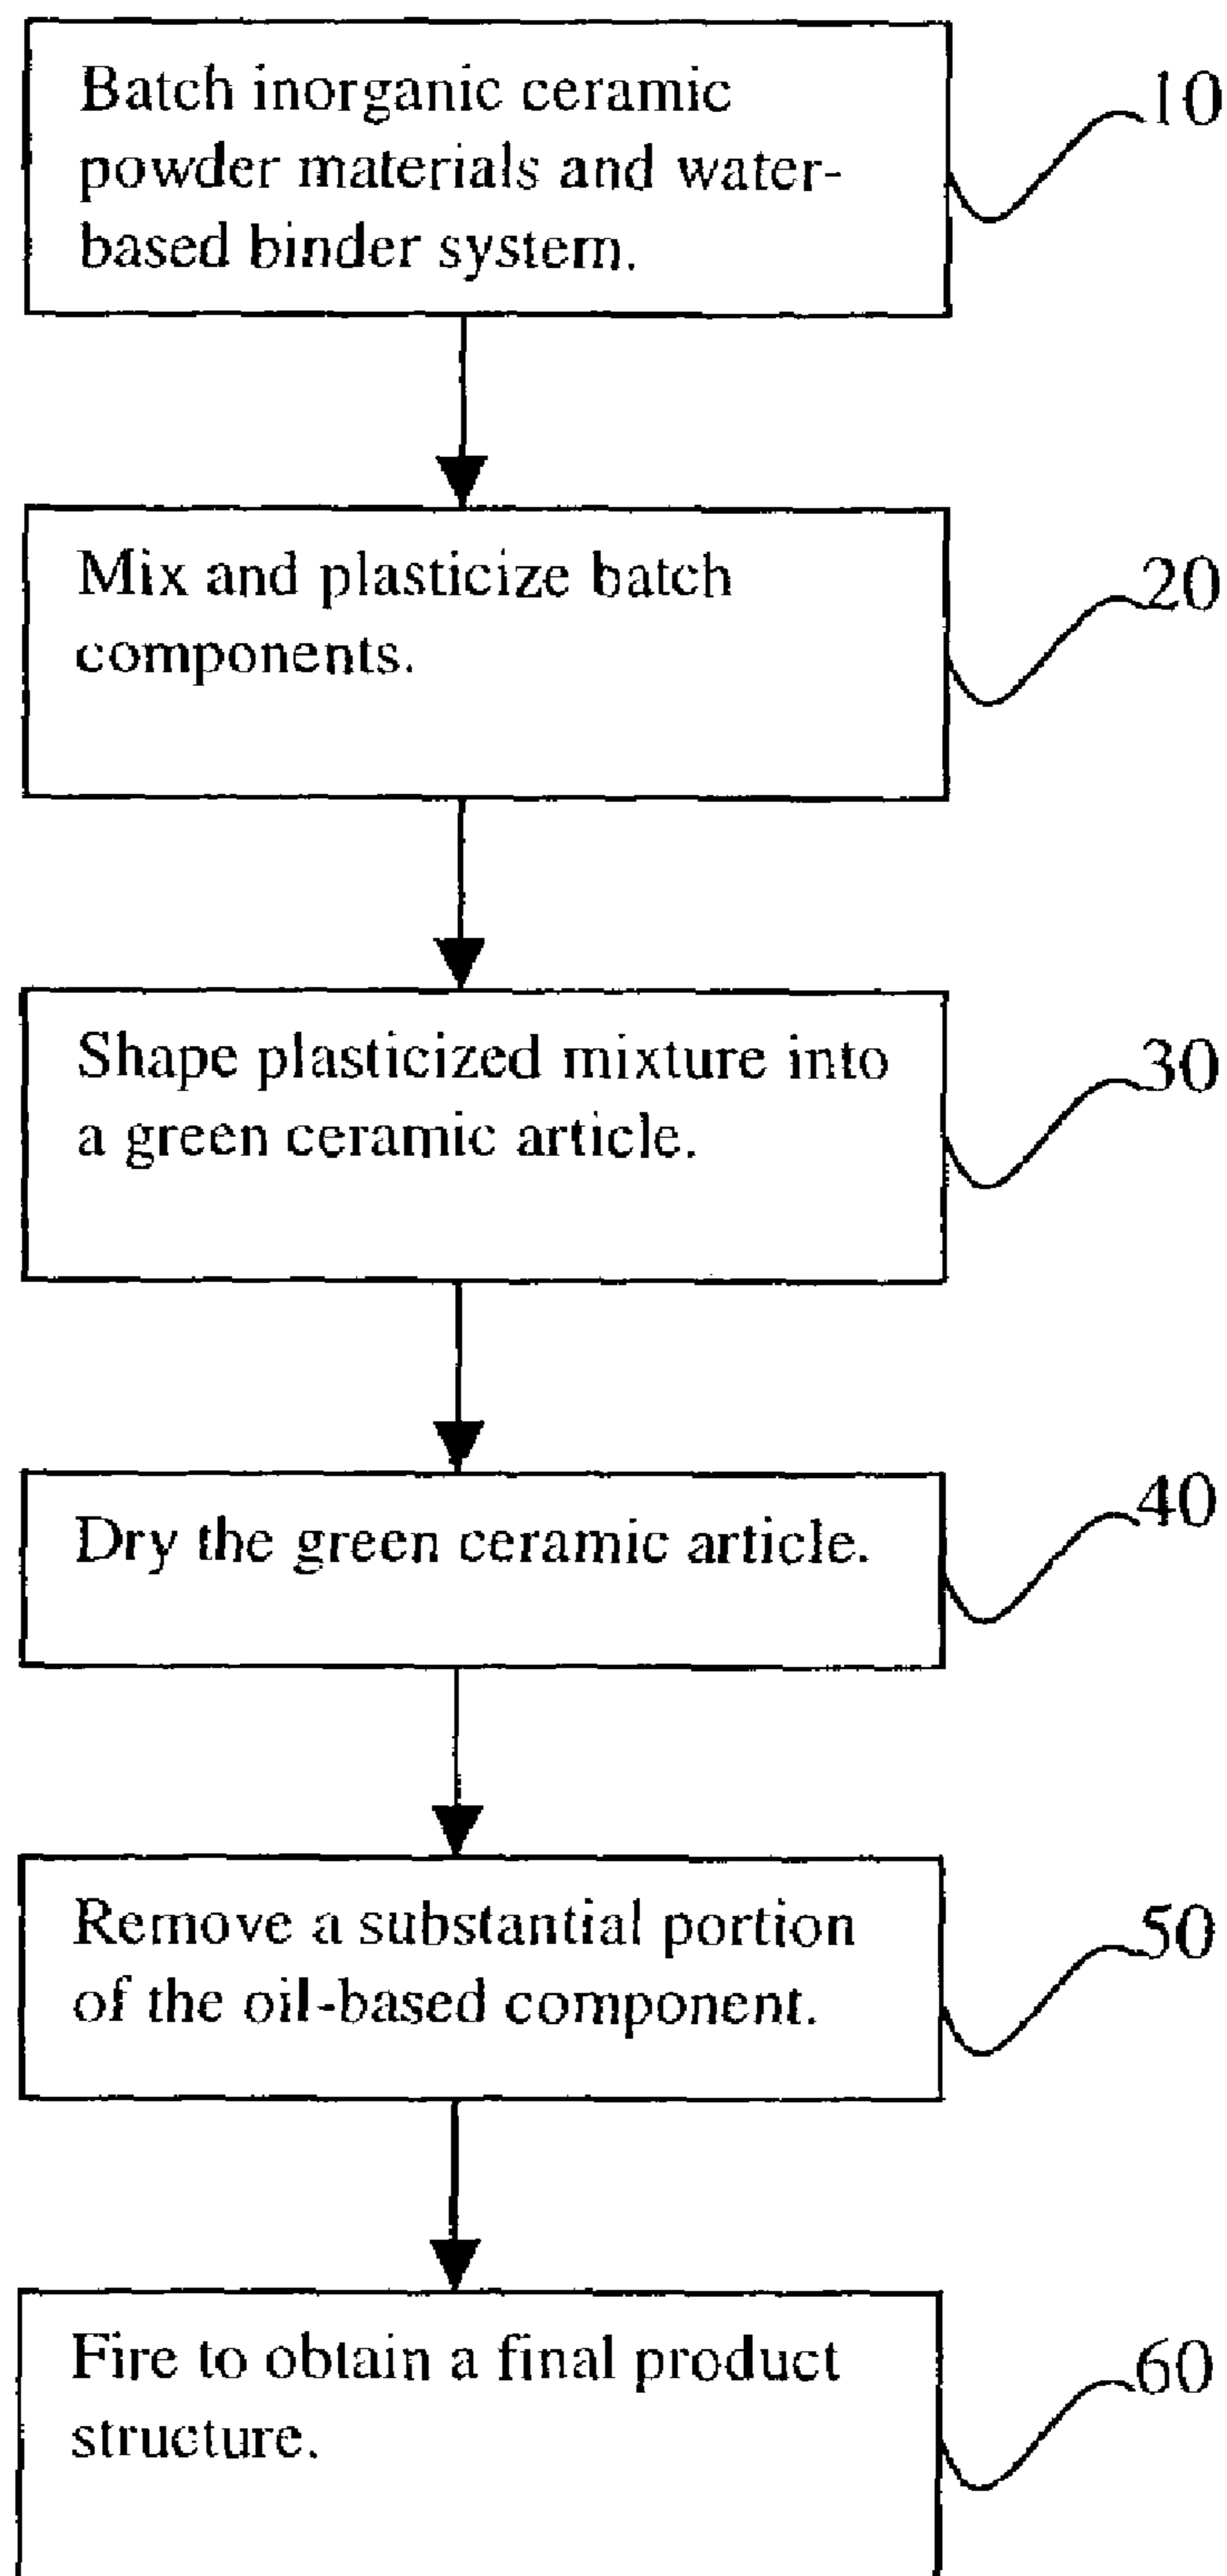 Batch inorganic ceramic
powder materials and water-
based binder system.
10
Mix and plasticize batch
components.
20
Shape plasticized mixture into
a green ceramic article.
30
Dry the green ceramic article.
40
Remove a substantial portion
of the oil-based component.
50
Fire to obtain a final product
structure.
60